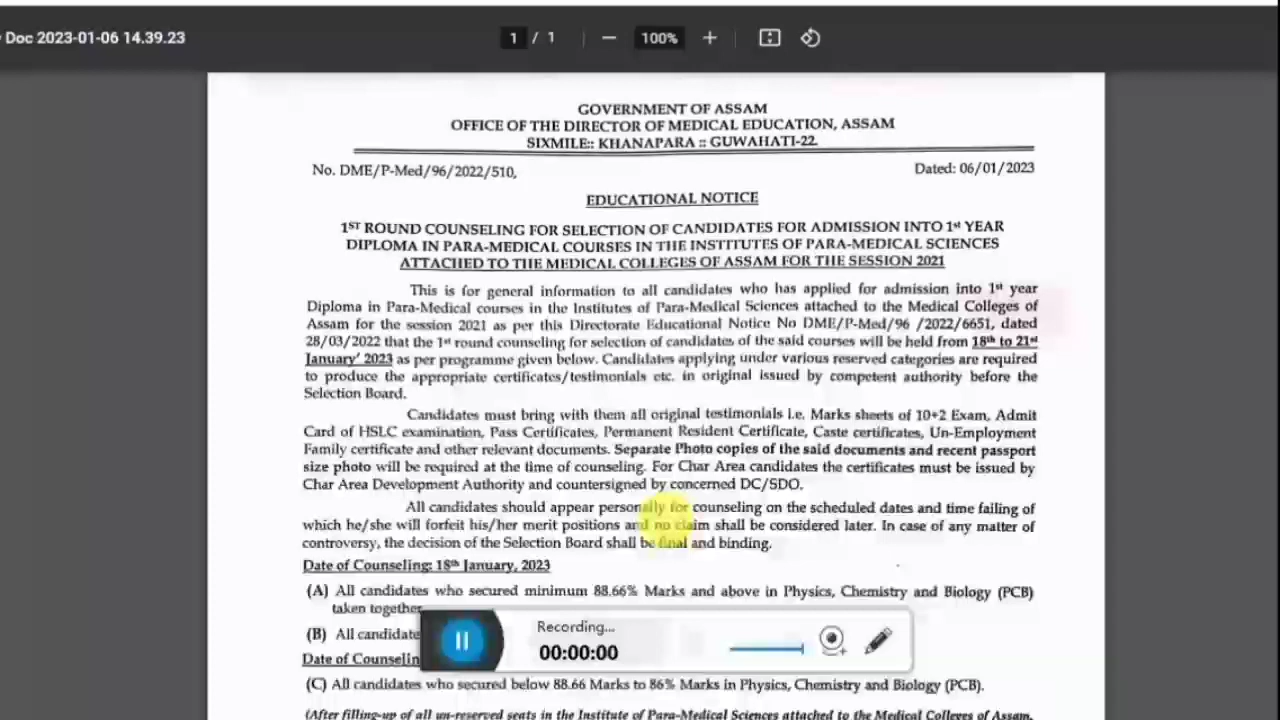 Doc 2023-01-06 14.39.23
1 / 1
100%
GOVERNMENT OF ASSAM
OFFICE OF THE DIRECTOR OF MEDICAL EDUCATION, ASSAM
SIXMILE:: KHANAPARA :: GUWAHATI-22.
No. DME/P-Med/96/2022/510,
Dated: 06/01/2023
EDUCATIONAL NOTICE
1ST ROUND COUNSELING FOR SELECTION OF CANDIDATES FOR ADMISSION INTO 1st YEAR
DIPLOMA IN PARA-MEDICAL COURSES IN THE INSTITUTES OF PARA-MEDICAL SCIENCES
ATTACHED TO THE MEDICAL COLLEGES OF ASSAM FOR THE SESSION 2021
This is for general information to all candidates who has applied for admission into 1st year
Diploma in Para-Medical courses in the Institutes of Para-Medical Sciences attached to the Medical Colleges of
Assam for the session 2021 as per this Directorate Educational Notice No DME/P-Med/96 /2022/6651, dated
28/03/2022 that the 1st round counseling for selection of candidates of the said courses will be held from 18th to 21st
January' 2023 as per programme given below. Candidates applying under various reserved categories are required
to produce the appropriate certificates/testimonials etc. in original issued by competent authority before the
Selection Board.
Candidates must bring with them all original testimonials i.e. Marks sheets of 10+2 Exam, Admit
Card of HSLC examination, Pass Certificates, Permanent Resident Certificate, Caste certificates, Un-Employment
Family certificate and other relevant documents. Separate Photo copies of the said documents and recent passport
size photo will be required at the time of counseling. For Char Area candidates the certificates must be issued by
Char Area Development Authority and countersigned by concerned DC/SDO.
All candidates should appear personally for counseling on the scheduled dates and time failing of
which he/she will forfeit his/her merit positions and no claim shall be considered later. In case of any matter of
controversy, the decision of the Selection Board shall be final and binding.
Date of Counseling: 18th January, 2023
(A) All candidates who secured minimum 88.66% Marks and above in Physics, Chemistry and Biology (PCB)
taken together
(B) All candidate
Recording...
00:00:00
Date of Counselin
(C) All candidates who secured below 88.66 Marks to 86% Marks in Physics, Chemistry and Biology (PCB).
(After filling-up of all un-reserved seats in the Institute of Para-Medical Sciences attached to the Medical Colleges of Assam,